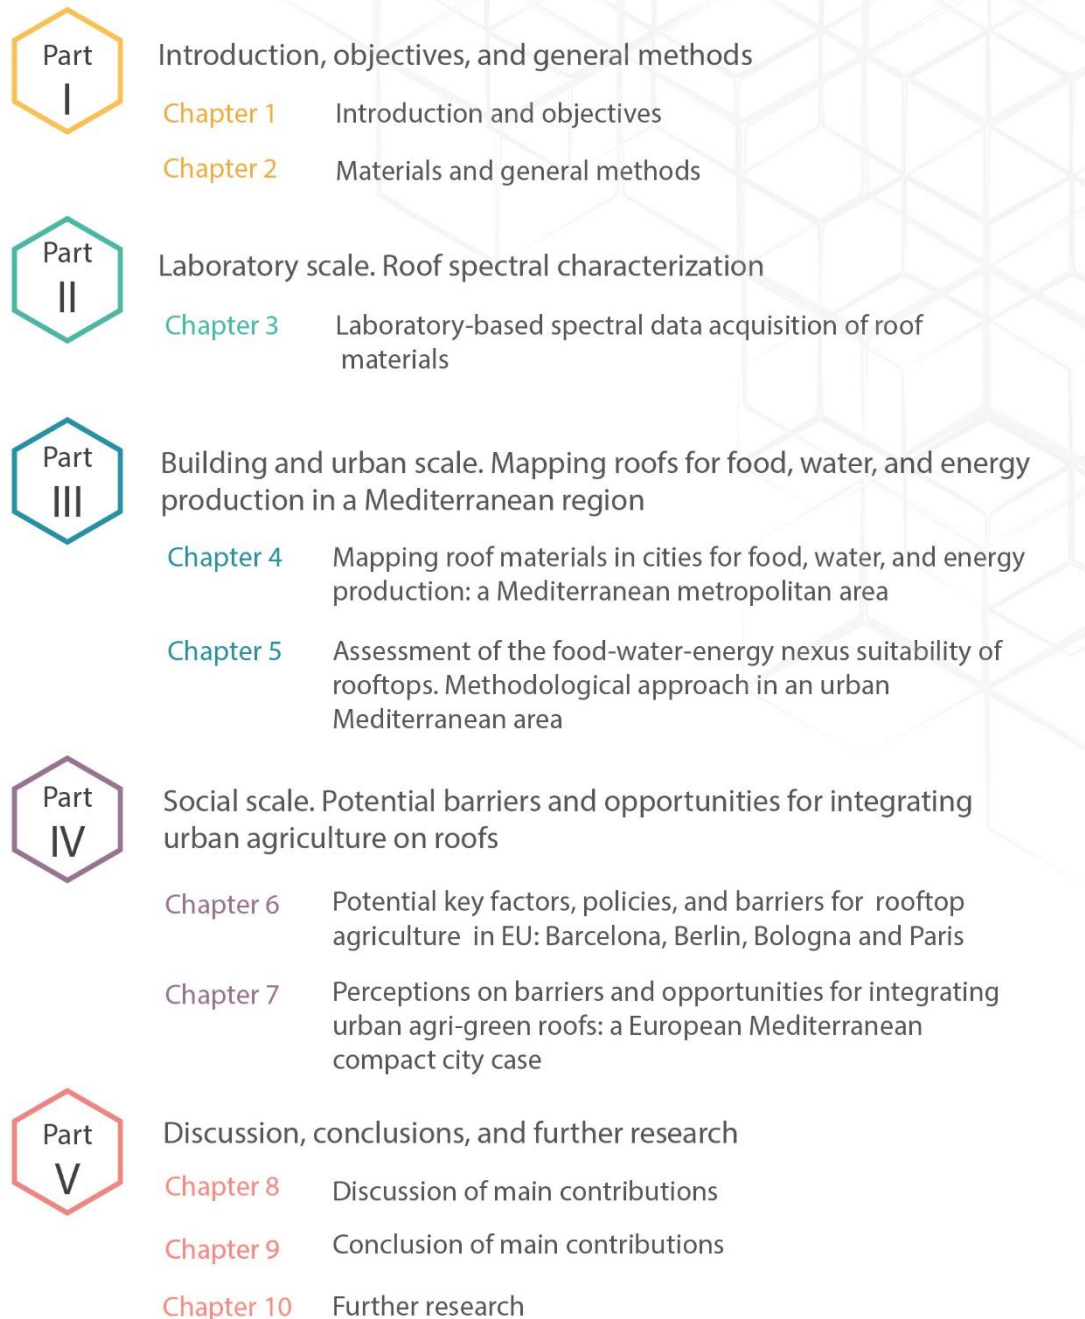 Part
I
Introduction, objectives, and general methods
Chapter 1 Introduction and objectives
Chapter 2 Materials and general methods
Part
II
Laboratory scale. Roof spectral characterization
Chapter 3 Laboratory-based spectral data acquisition of roof
materials
Part
III
Building and urban scale. Mapping roofs for food, water, and energy
production in a Mediterranean region
Chapter 4 Mapping roof materials in cities for food, water, and energy
production: a Mediterranean metropolitan area
Chapter 5 Assessment of the food-water-energy nexus suitability of
rooftops. Methodological approach in an urban
Mediterranean area
Part
IV
Social scale. Potential barriers and opportunities for integrating
urban agriculture on roofs
Chapter 6 Potential key factors, policies, and barriers for rooftop
agriculture in EU: Barcelona, Berlin, Bologna and Paris
Chapter 7 Perceptions on barriers and opportunities for integrating
urban agri-green roofs: a European Mediterranean
compact city case
Part
V
Discussion, conclusions, and further research
Chapter 8 Discussion of main contributions
Chapter 9 Conclusion of main contributions
Chapter 10 Further research